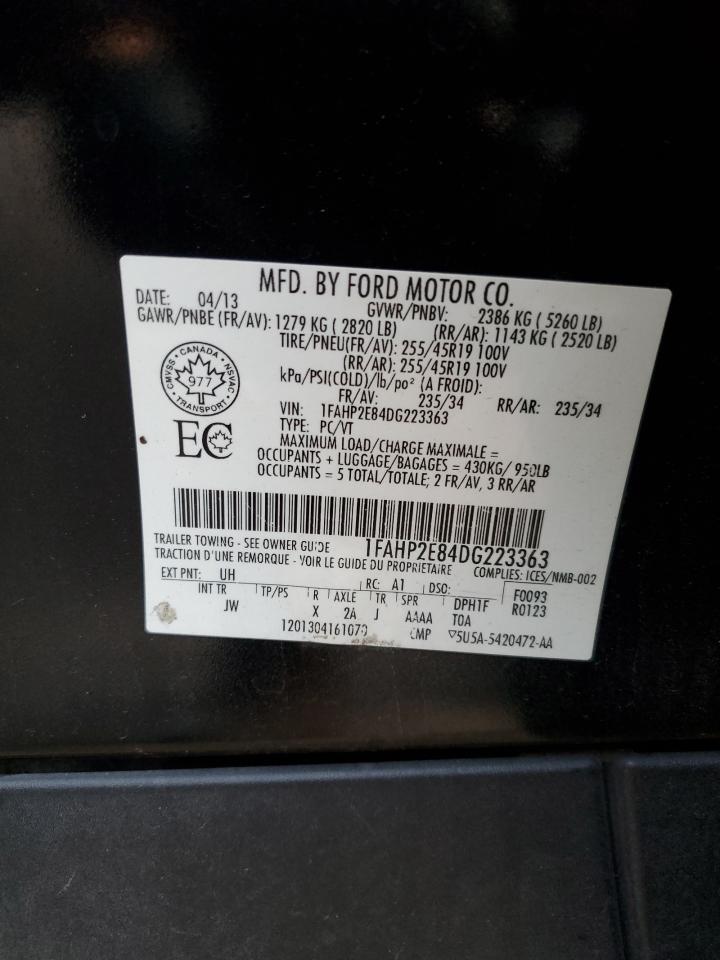 MFD. BY FORD MOTOR CO.
DATE: 04/13 GVWR/PNBV: 2386 KG ( 5260 LB)
GAWR/PNBE (FR/AV): 1279 KG ( 2820 LB) (RR/AR): 1143 KG ( 2520 LB)
TIRE/PNEU(FR/AV): 255/45R19 100V
(RR/AR): 255/45R19 100V
kPa/PSI(COLD)/lb/po² (A FROID):
FR/AV: 235/34 RR/AR: 235/34
CANADA
CMVSS NSVAC
977
TRANSPORT
VIN: 1FAHP2E84DG223363
TYPE: PC/VT
EC
MAXIMUM LOAD/CHARGE MAXIMALE =
OCCUPANTS + LUGGAGE/BAGAGES = 430KG/ 950LB
OCCUPANTS = 5 TOTAL/TOTALE; 2 FR/AV, 3 RR/AR
TRAILER TOWING - SEE OWNER GUIDE 1FAHP2E84DG223363
TRACTION D'UNE REMORQUE - VOIR LE GUIDE DU PROPRIETAIRE COMPLIES: ICES/NMB-002
EXT PNT: UH RC: A1 DSO: F0093
INT TR TP/PS R AXLE TR SPR DPH1F R0123
JW X 2A J AAAA TOA
1201304161070 CMP ▽5U5A-5420472-AA